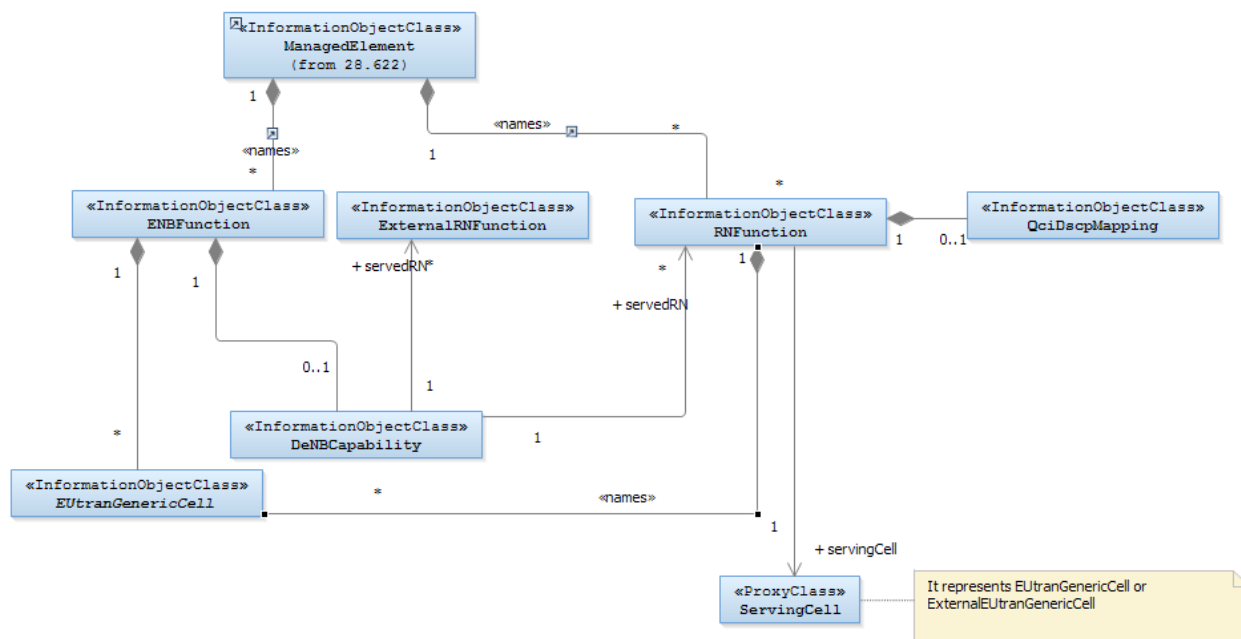 «InformationObjectClass»
ManagedElement
(from 28.622)
1
«names»
*
«names»
*
1
*
«InformationObjectClass»
ENBFunction
«InformationObjectClass»
ExternalRNFunction
«InformationObjectClass»
RNFunction
«InformationObjectClass»
QciDscpMapping
1
0..1
1
1
+ servedRN
*
*
1
+ servedRN
0..1
1
1
«InformationObjectClass»
DeNBCapability
*
«InformationObjectClass»
EUtranGenericCell
*
«names»
1
+ servingCell
«ProxyClass»
ServingCell
It represents EUtranGenericCell or
ExternalEUtranGenericCell